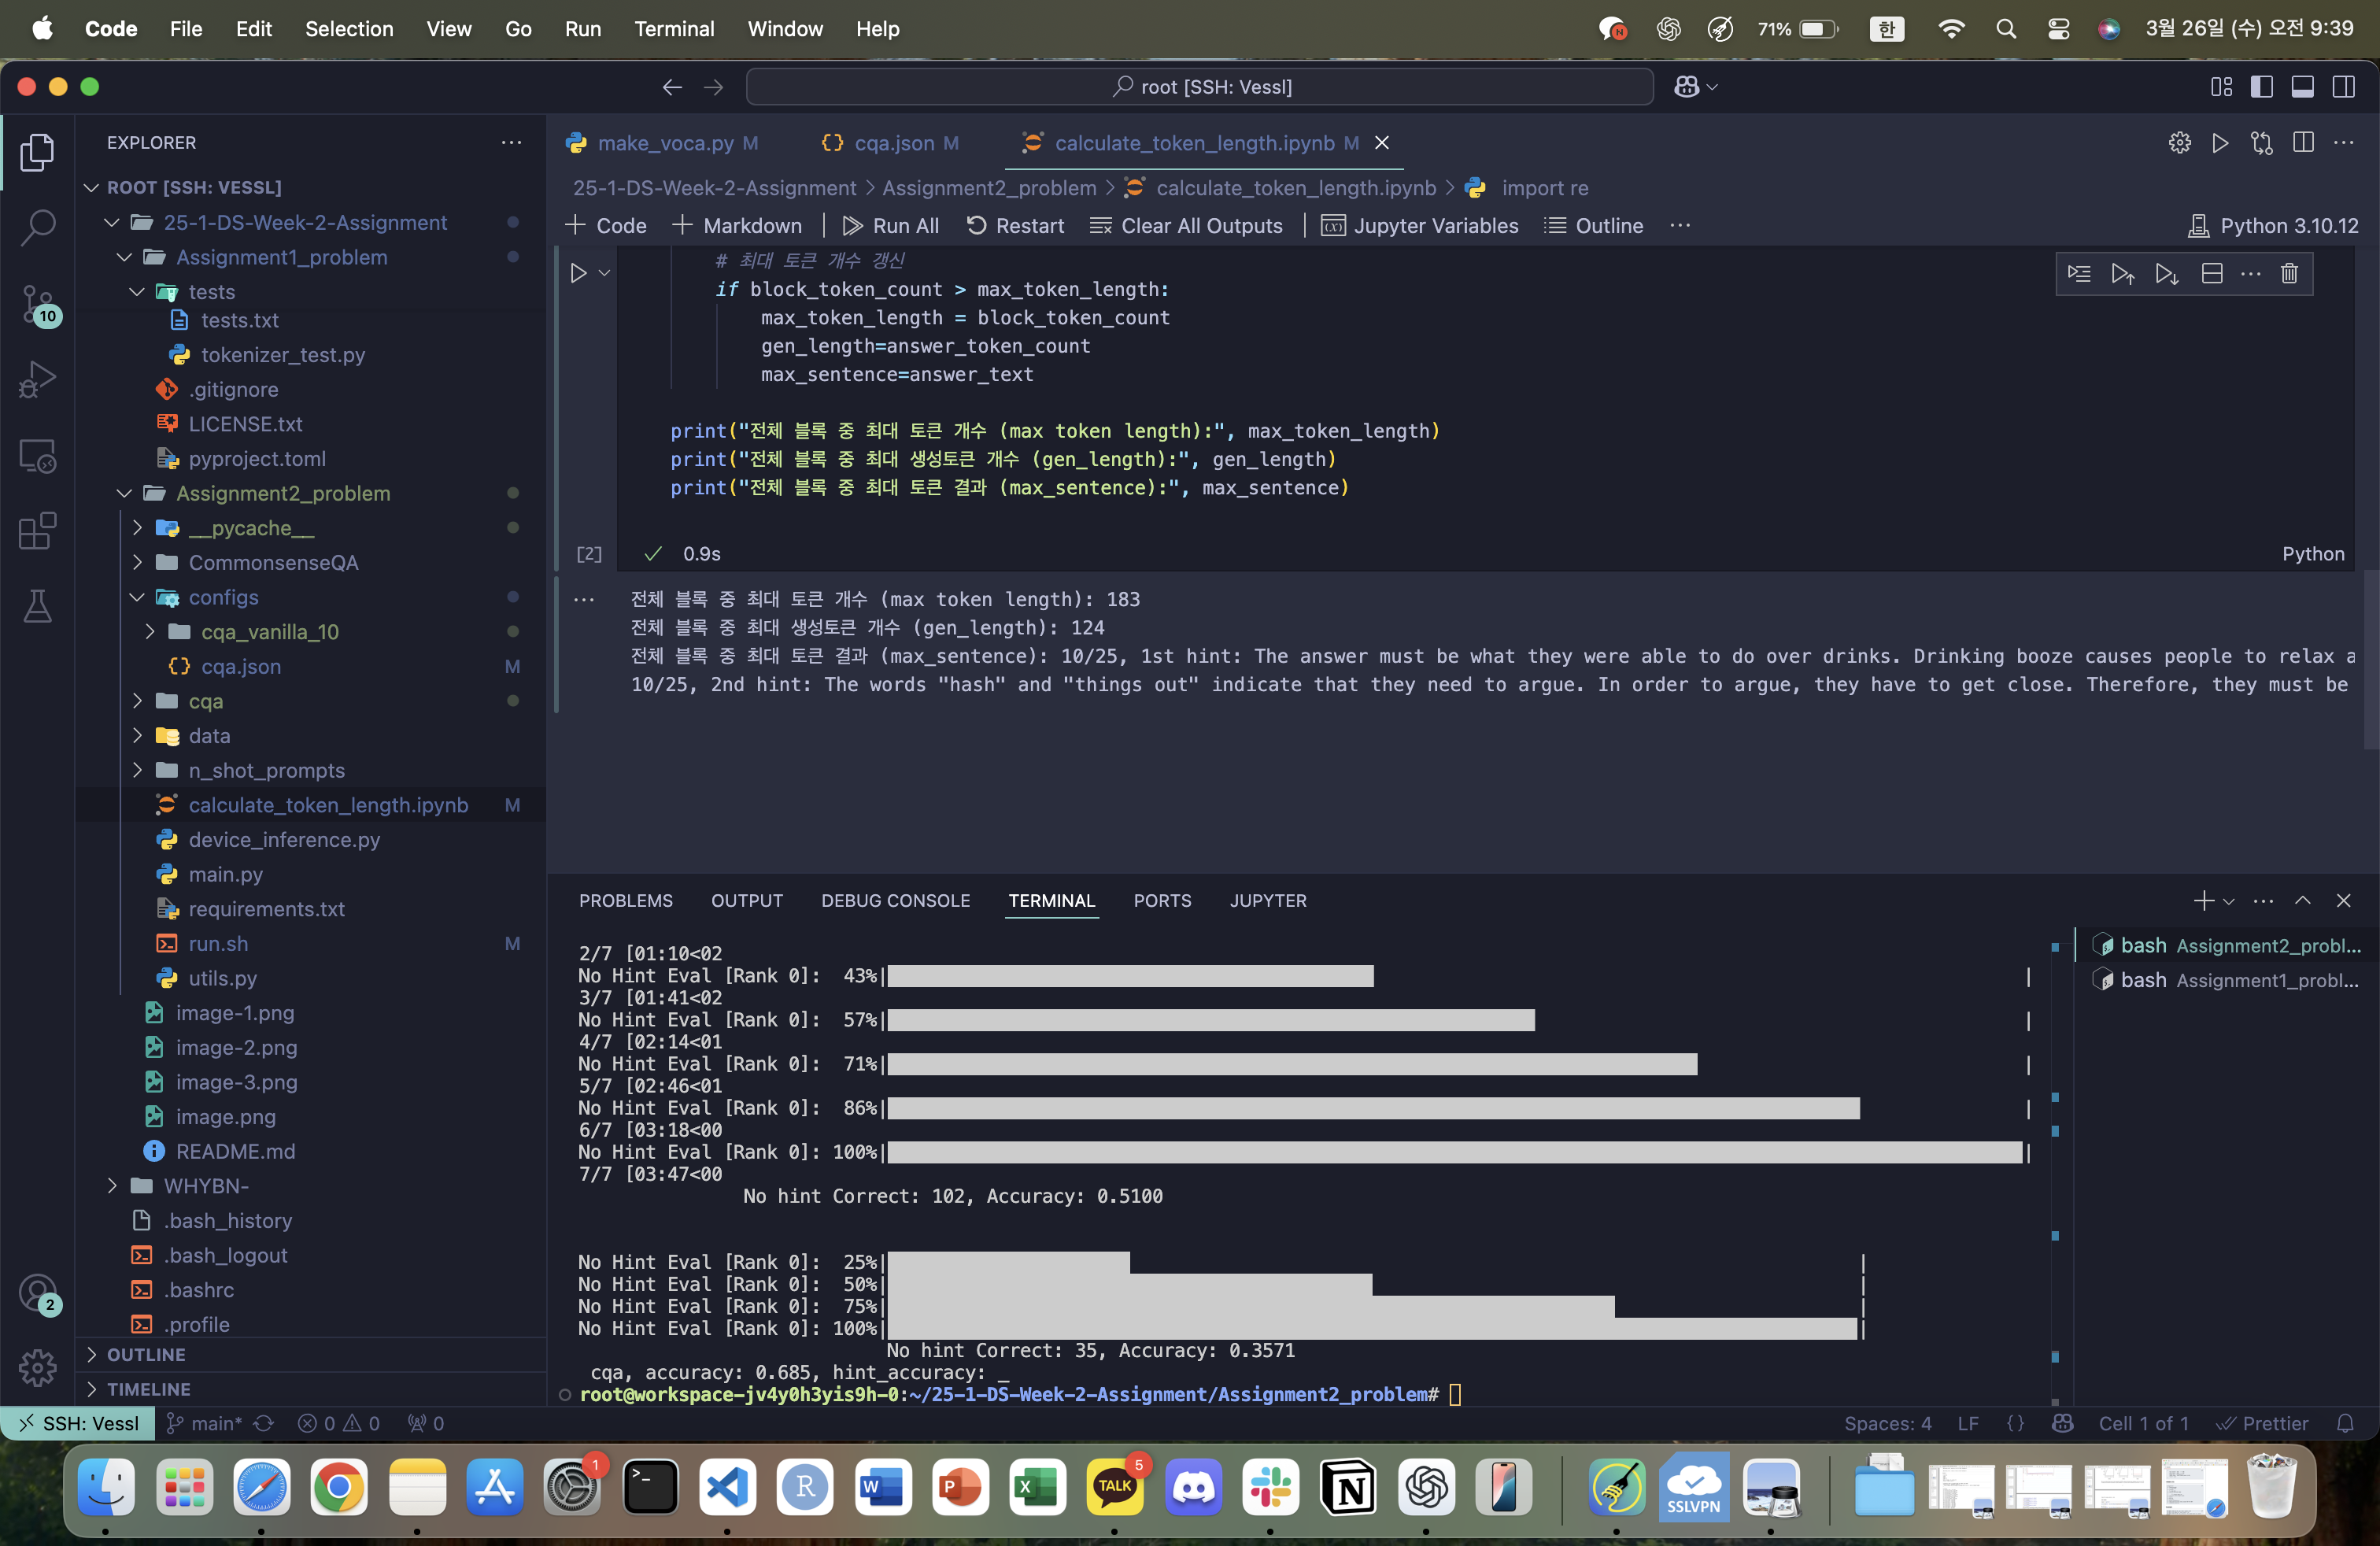 Code File Edit Selection View Go Run Terminal Window Help 71% 한 3월 26일 (수) 오전 9:39
root [SSH: Vessl]
EXPLORER
ROOT [SSH: VESSL]
25-1-DS-Week-2-Assignment
Assignment1_problem
tests
tests.txt
tokenizer_test.py
.gitignore
LICENSE.txt
pyproject.toml
Assignment2_problem
__pycache__
CommonsenseQA
configs
cqa_vanilla_10
cqa.json M
cqa
data
n_shot_prompts
calculate_token_length.ipynb M
device_inference.py
main.py
requirements.txt
run.sh M
utils.py
image-1.png
image-2.png
image-3.png
image.png
README.md
WHYBN-
.bash_history
.bash_logout
.bashrc
.profile
OUTLINE
TIMELINE
10
2
make_voca.py M cqa.json M calculate_token_length.ipynb M
25-1-DS-Week-2-Assignment > Assignment2_problem > calculate_token_length.ipynb > import re
Code Markdown Run All Restart Clear All Outputs Jupyter Variables Outline ... Python 3.10.12
# 최대 토큰 개수 갱신
if block_token_count > max_token_length:
max_token_length = block_token_count
gen_length=answer_token_count
max_sentence=answer_text
print("전체 블록 중 최대 토큰 개수 (max token length):", max_token_length)
print("전체 블록 중 최대 생성토큰 개수 (gen_length):", gen_length)
print("전체 블록 중 최대 토큰 결과 (max_sentence):", max_sentence)
[2] 0.9s Python
전체 블록 중 최대 토큰 개수 (max token length): 183
전체 블록 중 최대 생성토큰 개수 (gen_length): 124
전체 블록 중 최대 토큰 결과 (max_sentence): 10/25, 1st hint: The answer must be what they were able to do over drinks. Drinking booze causes people to relax a
10/25, 2nd hint: The words "hash" and "things out" indicate that they need to argue. In order to argue, they have to get close. Therefore, they must be
PROBLEMS OUTPUT DEBUG CONSOLE TERMINAL PORTS JUPYTER
bash Assignment2_probl...
bash Assignment1_probl...
2/7 [01:10<02
No Hint Eval [Rank 0]: 43%|
3/7 [01:41<02
No Hint Eval [Rank 0]: 57%|
4/7 [02:14<01
No Hint Eval [Rank 0]: 71%|
5/7 [02:46<01
No Hint Eval [Rank 0]: 86%|
6/7 [03:18<00
No Hint Eval [Rank 0]: 100%|
7/7 [03:47<00
No hint Correct: 102, Accuracy: 0.5100
No Hint Eval [Rank 0]: 25%|
No Hint Eval [Rank 0]: 50%|
No Hint Eval [Rank 0]: 75%|
No Hint Eval [Rank 0]: 100%|
No hint Correct: 35, Accuracy: 0.3571
cqa, accuracy: 0.685, hint_accuracy: _
root@workspace-jv4y0h3yis9h-0:~/25-1-DS-Week-2-Assignment/Assignment2_problem#
SSH: Vessl main* 0 0 0 Spaces: 4 LF {} Cell 1 of 1 Prettier
1
TALK
5
SSLVPN